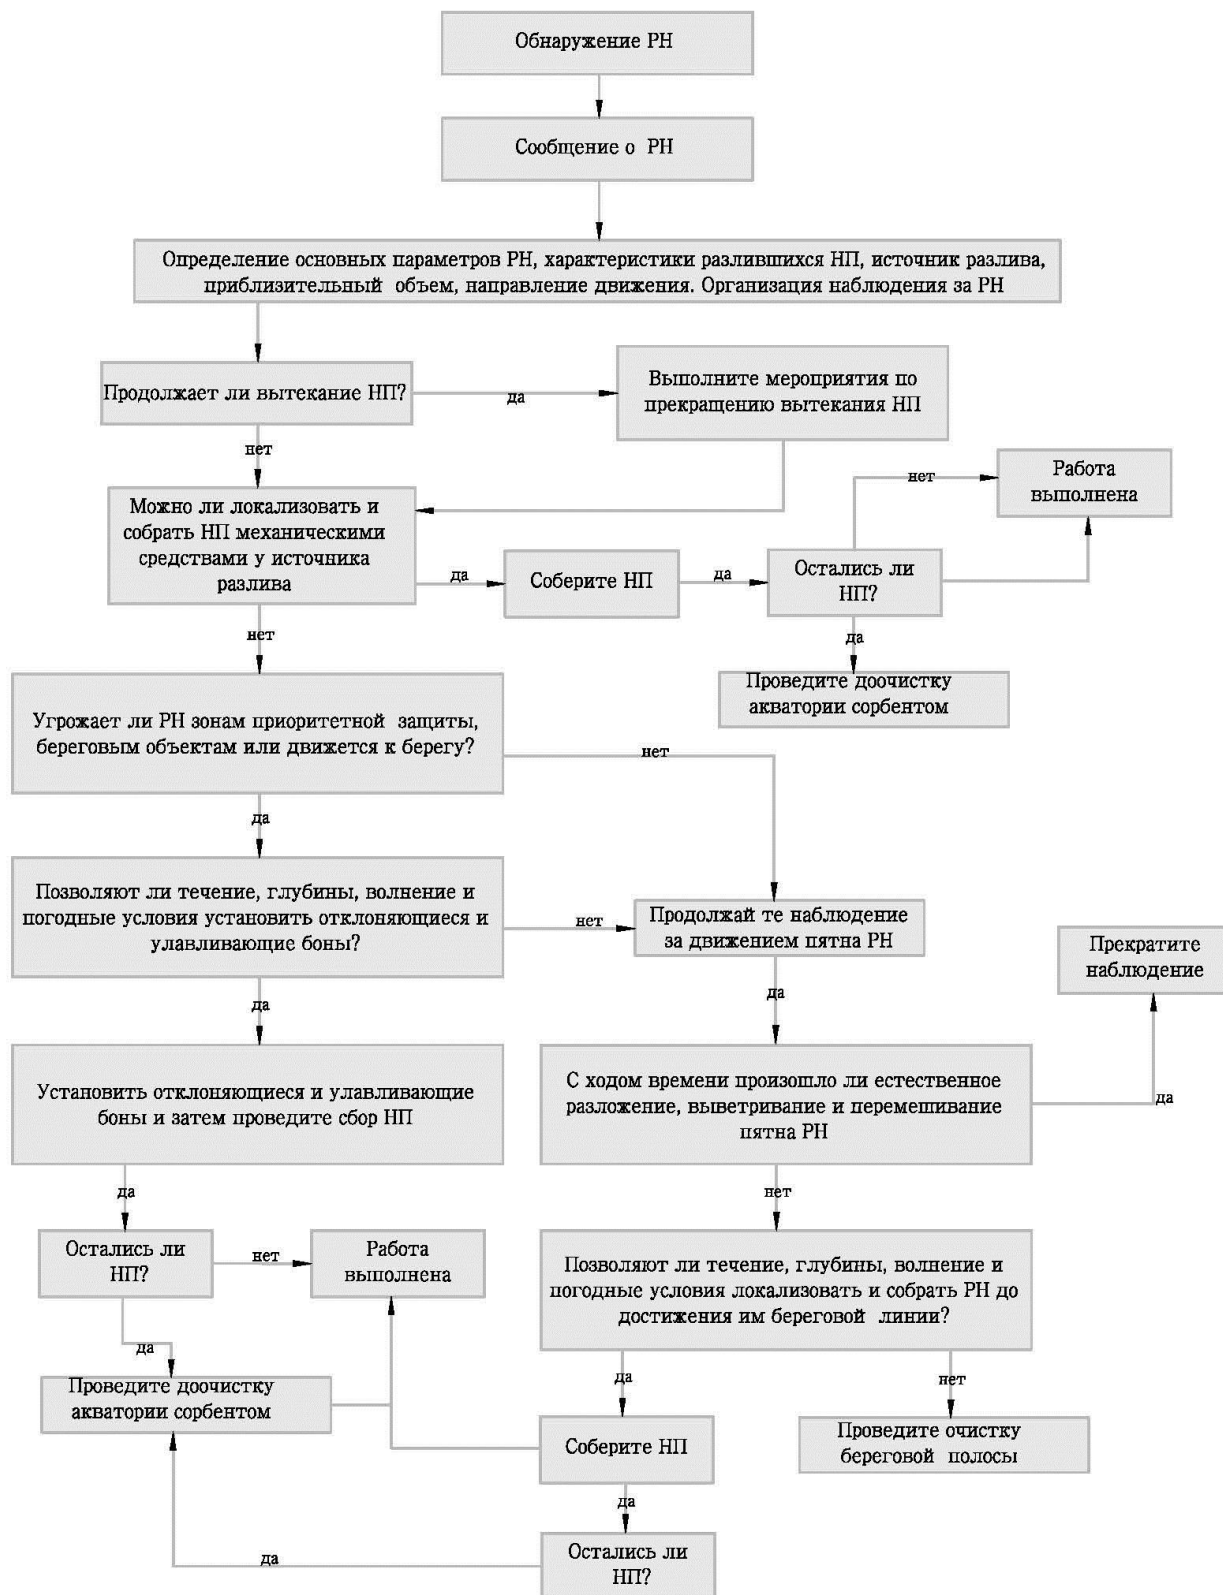 Обнаружение РН
Сообщение о РН
Определение основных параметров РН, характеристики разлившихся НП, источник разлива,
приблизительный объем, направление движения. Организация наблюдения за РН
Продолжает ли вытекание НП?
да
Выполните мероприятия по
прекращению вытекания НП
нет
Можно ли локализовать и
собрать НП механическими
средствами у источника
разлива
да
Соберите НП
да
Остались ли
НП?
нет
Работа
выполнена
да
Проведите доочистку
акватории сорбентом
нет
Угрожает ли РН зонам приоритетной защиты,
береговым объектам или движется к берегу?
нет
да
Позволяют ли течение, глубины, волнение и
погодные условия установить отклоняющиеся и
улавливающие боны?
нет
Продолжай те наблюдение
за движением пятна РН
Прекратите
наблюдение
да
да
Установить отклоняющиеся и улавливающие
боны и затем проведите сбор НП
С ходом времени произошло ли естественное
разложение, выветривание и перемешивание
пятна РН
да
да
нет
Остались ли
НП?
нет
Работа
выполнена
Позволяют ли течение, глубины, волнение и
погодные условия локализовать и собрать РН до
достижения им береговой линии?
да
Проведите доочистку
акватории сорбентом
да
нет
Соберите НП
Проведите очистку
береговой полосы
да
Остались ли
НП?
да